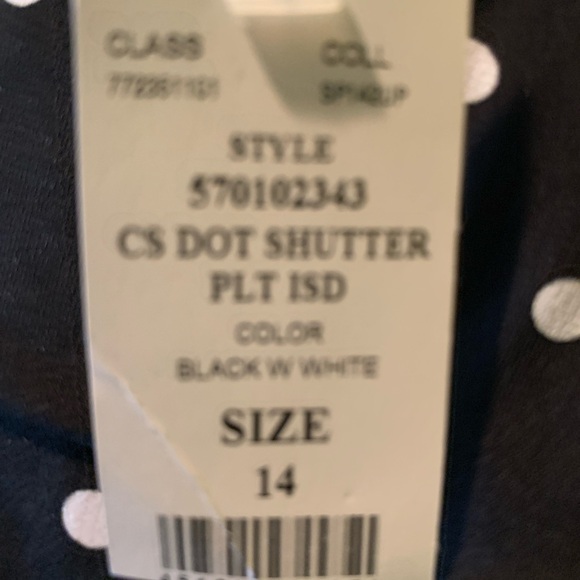 CLASS COLL
STYLE
570102343
CS DOT SHUTTER
PLT ISD
COLOR
BLACK W WHITE
SIZE
14